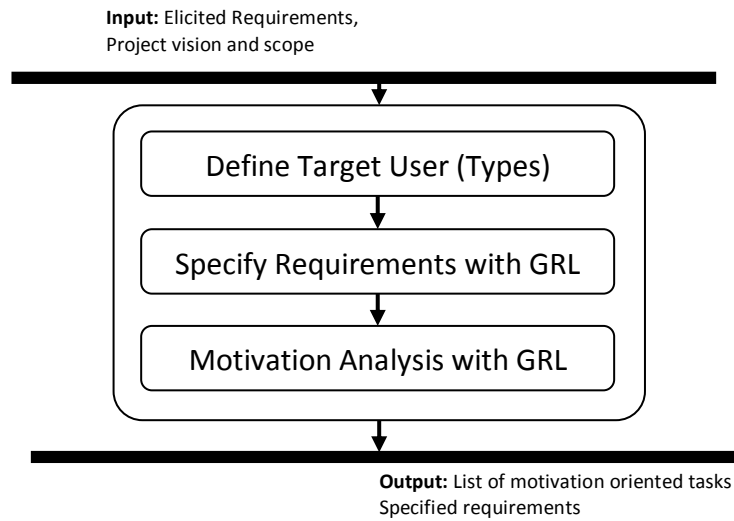 Input: Elicited Requirements,
Project vision and scope
Define Target User (Types)
Specify Requirements with GRL
Motivation Analysis with GRL
Output: List of motivation oriented tasks
Specified requirements